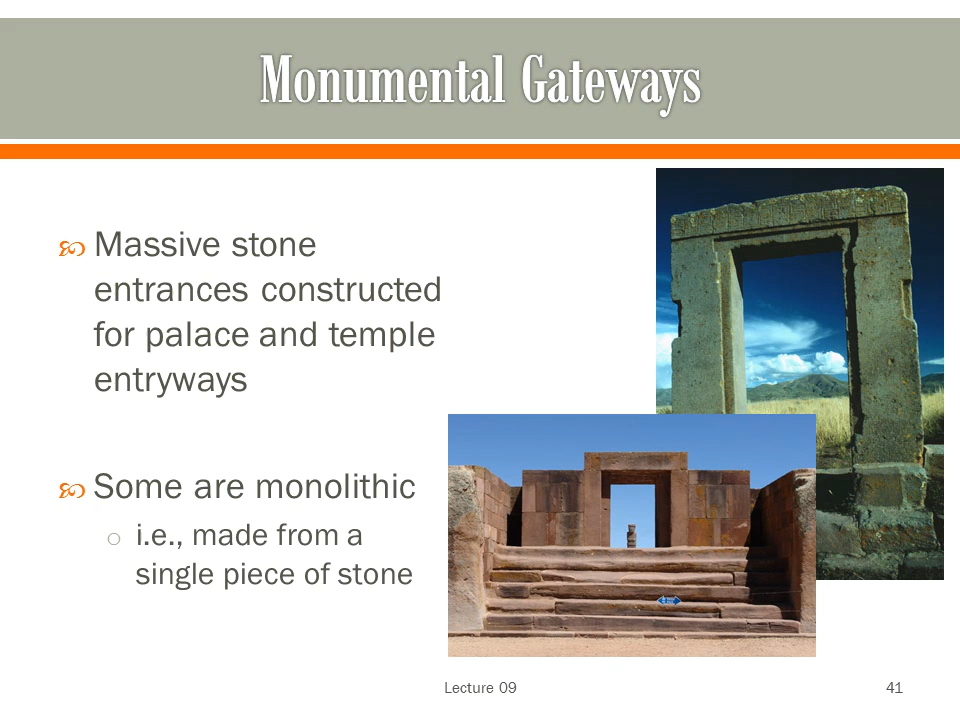 Monumental Gateways
Massive stone
entrances constructed
for palace and temple
entryways
Some are monolithic
o i.e., made from a
single piece of stone
Lecture 09
41